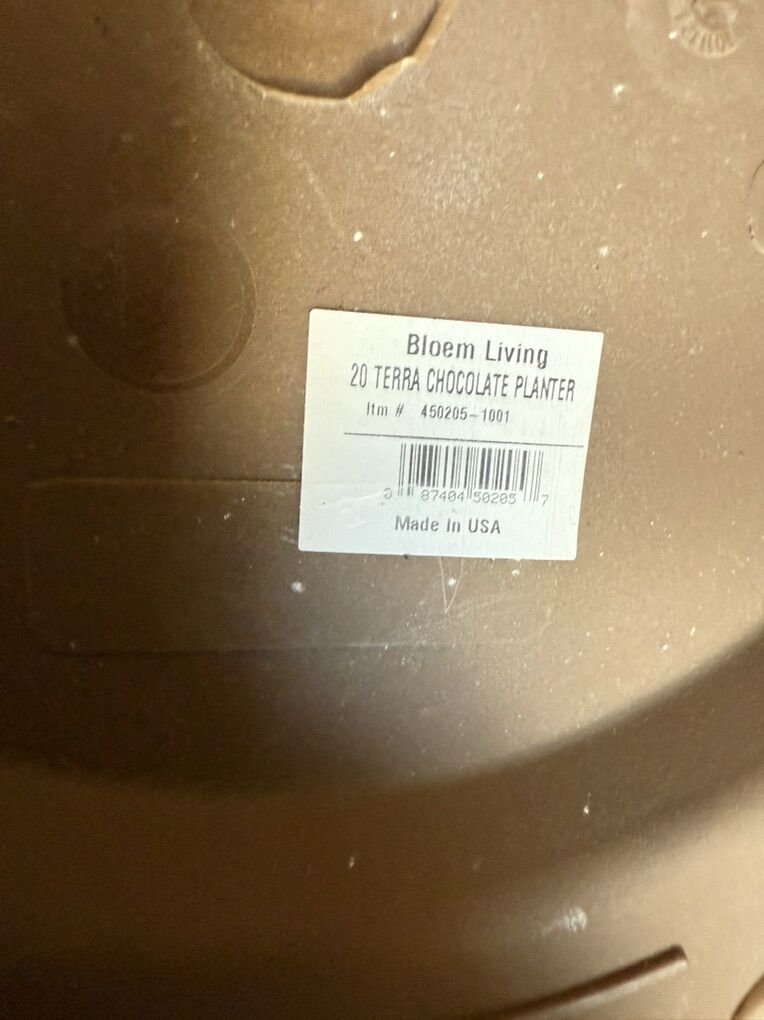 Bloem Living
20 TERRA CHOCOLATE PLANTER
Itm # 450205-1001
0 87404 50205 7
Made In USA